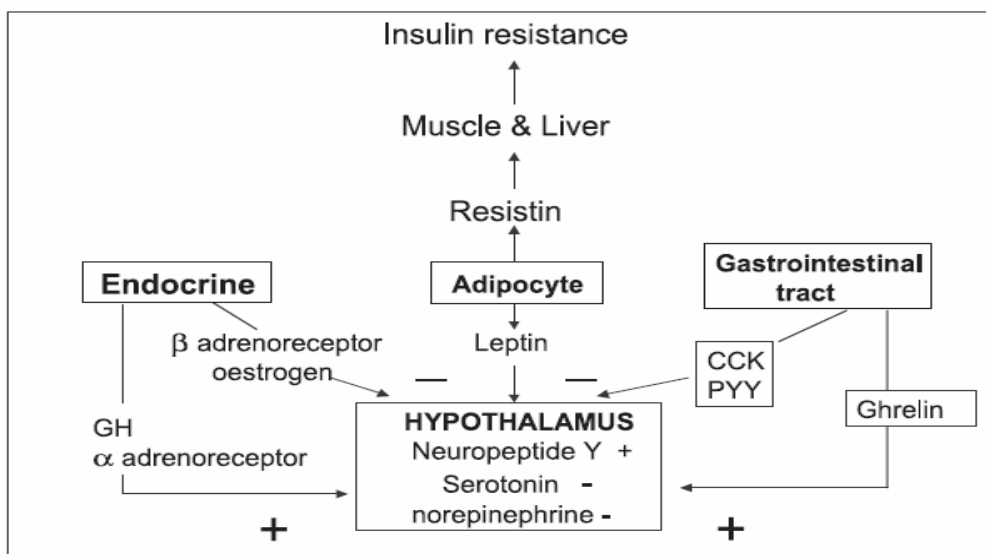 Insulin resistance
Muscle & Liver
Resistin
Endocrine
Adipocyte
Gastrointestinal
tract
β adrenoreceptor
oestrogen
Leptin
CCK
PYY
Ghrelin
GH
α adrenoreceptor
— —
HYPOTHALAMUS
Neuropeptide Y +
Serotonin -
norepinephrine -
+ +